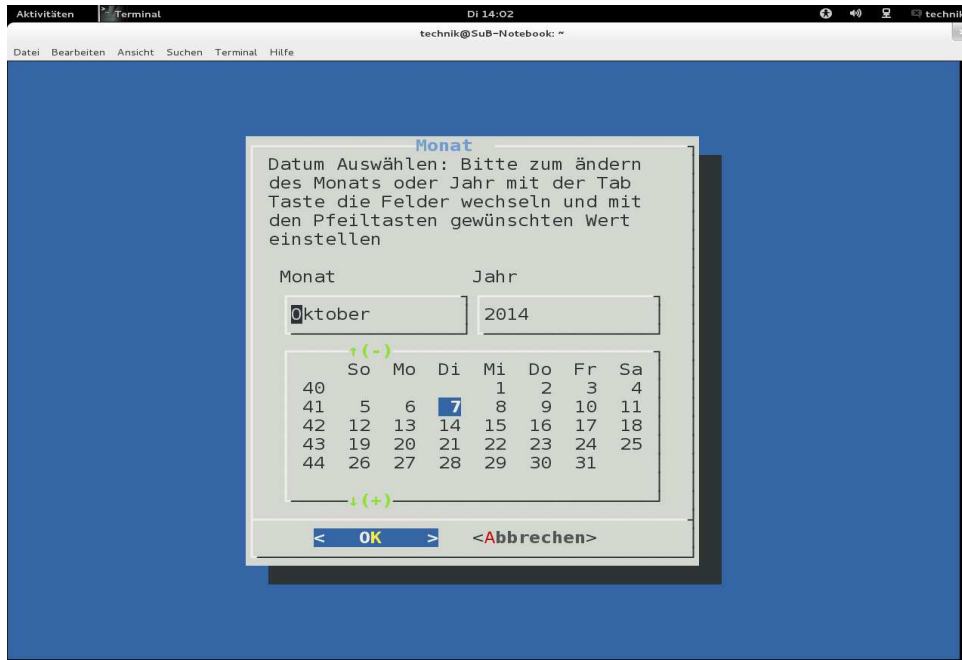 Aktivitäten Terminal Di 14:02 technik
technik@SuB-Notebook: ~
Datei Bearbeiten Ansicht Suchen Terminal Hilfe
Monat
Datum Auswählen: Bitte zum ändern
des Monats oder Jahr mit der Tab
Taste die Felder wechseln und mit
den Pfeiltasten gewünschten Wert
einstellen
Monat Jahr
Oktober 2014
↑(-)
So Mo Di Mi Do Fr Sa
40 1 2 3 4
41 5 6 7 8 9 10 11
42 12 13 14 15 16 17 18
43 19 20 21 22 23 24 25
44 26 27 28 29 30 31
↓(+)
< OK > <Abbrechen>